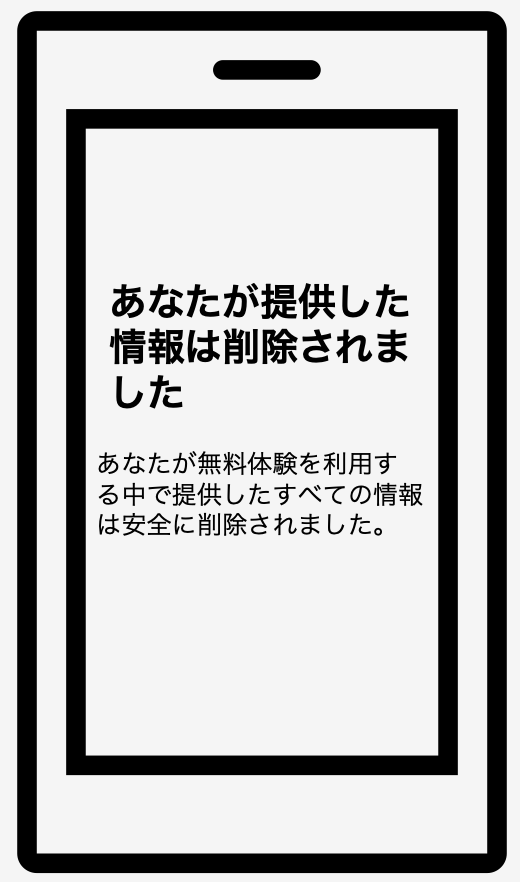 あなたが提供した
情報は削除されま
した
あなたが無料体験を利用す
る中で提供したすべての情報
は安全に削除されました。